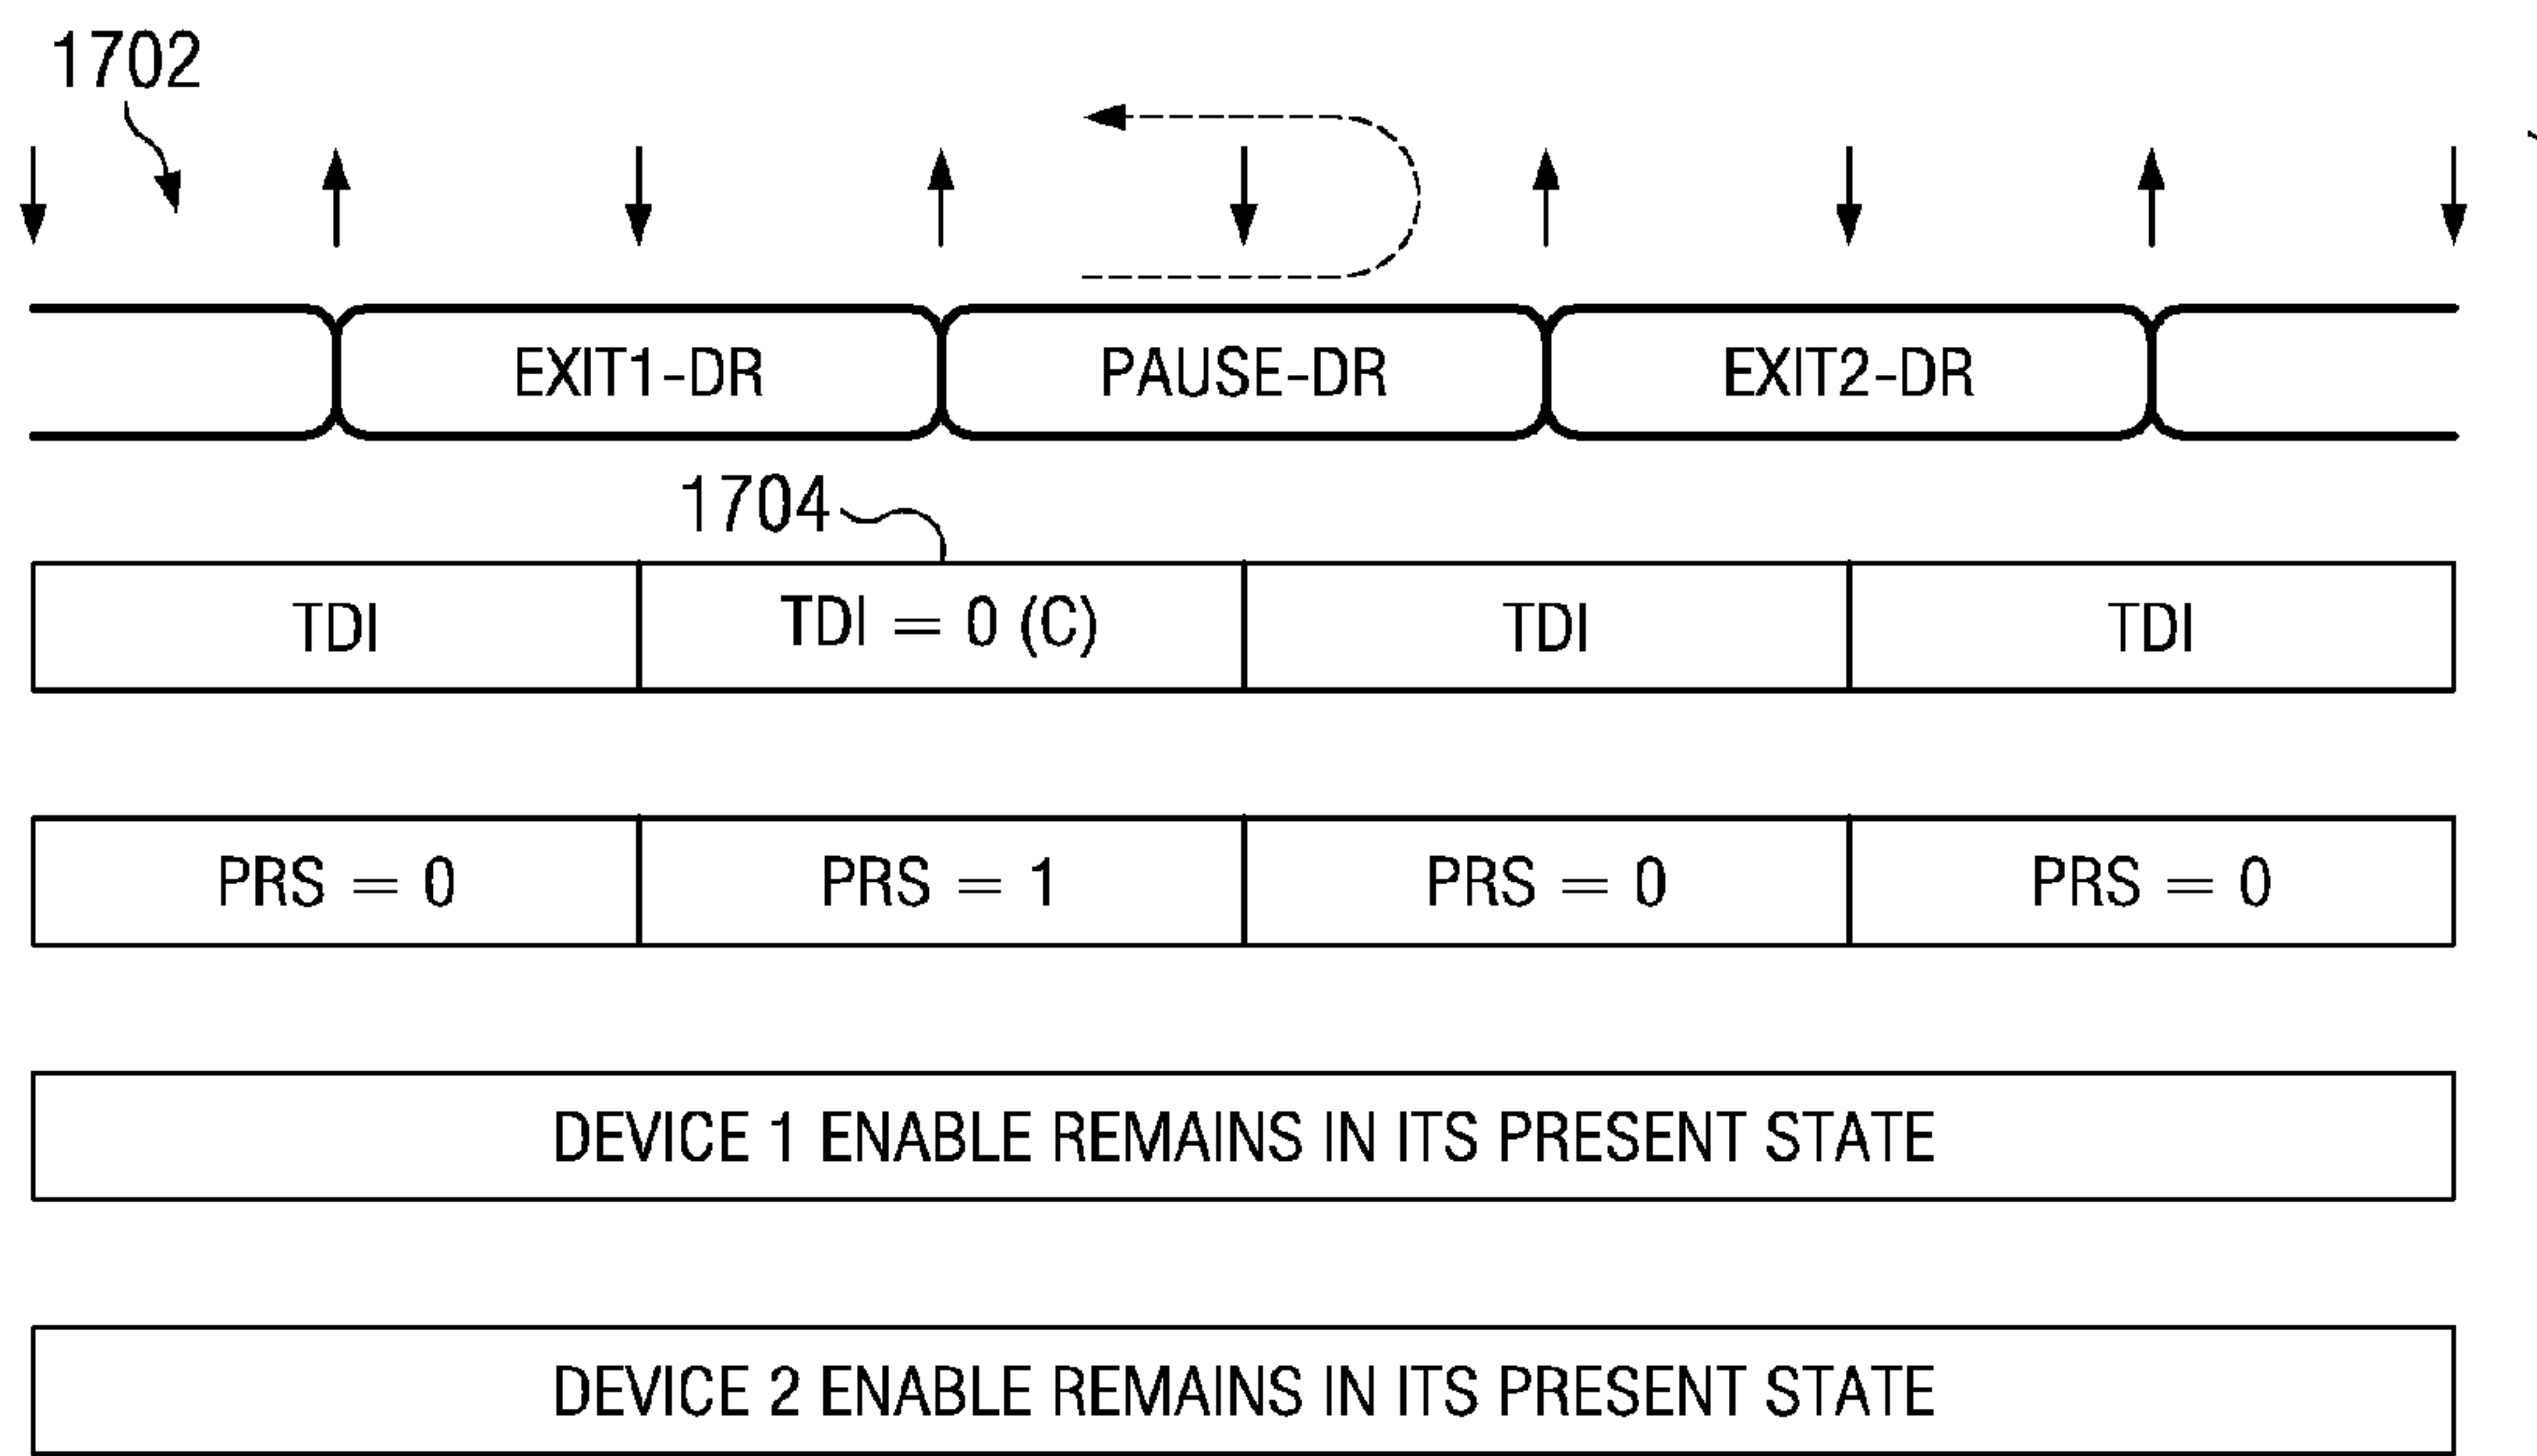 1702
EXIT1-DR PAUSE-DR EXIT2-DR
1704
TDI TDI = 0 (C) TDI TDI
PRS = 0 PRS = 1 PRS = 0 PRS = 0
DEVICE 1 ENABLE REMAINS IN ITS PRESENT STATE
DEVICE 2 ENABLE REMAINS IN ITS PRESENT STATE